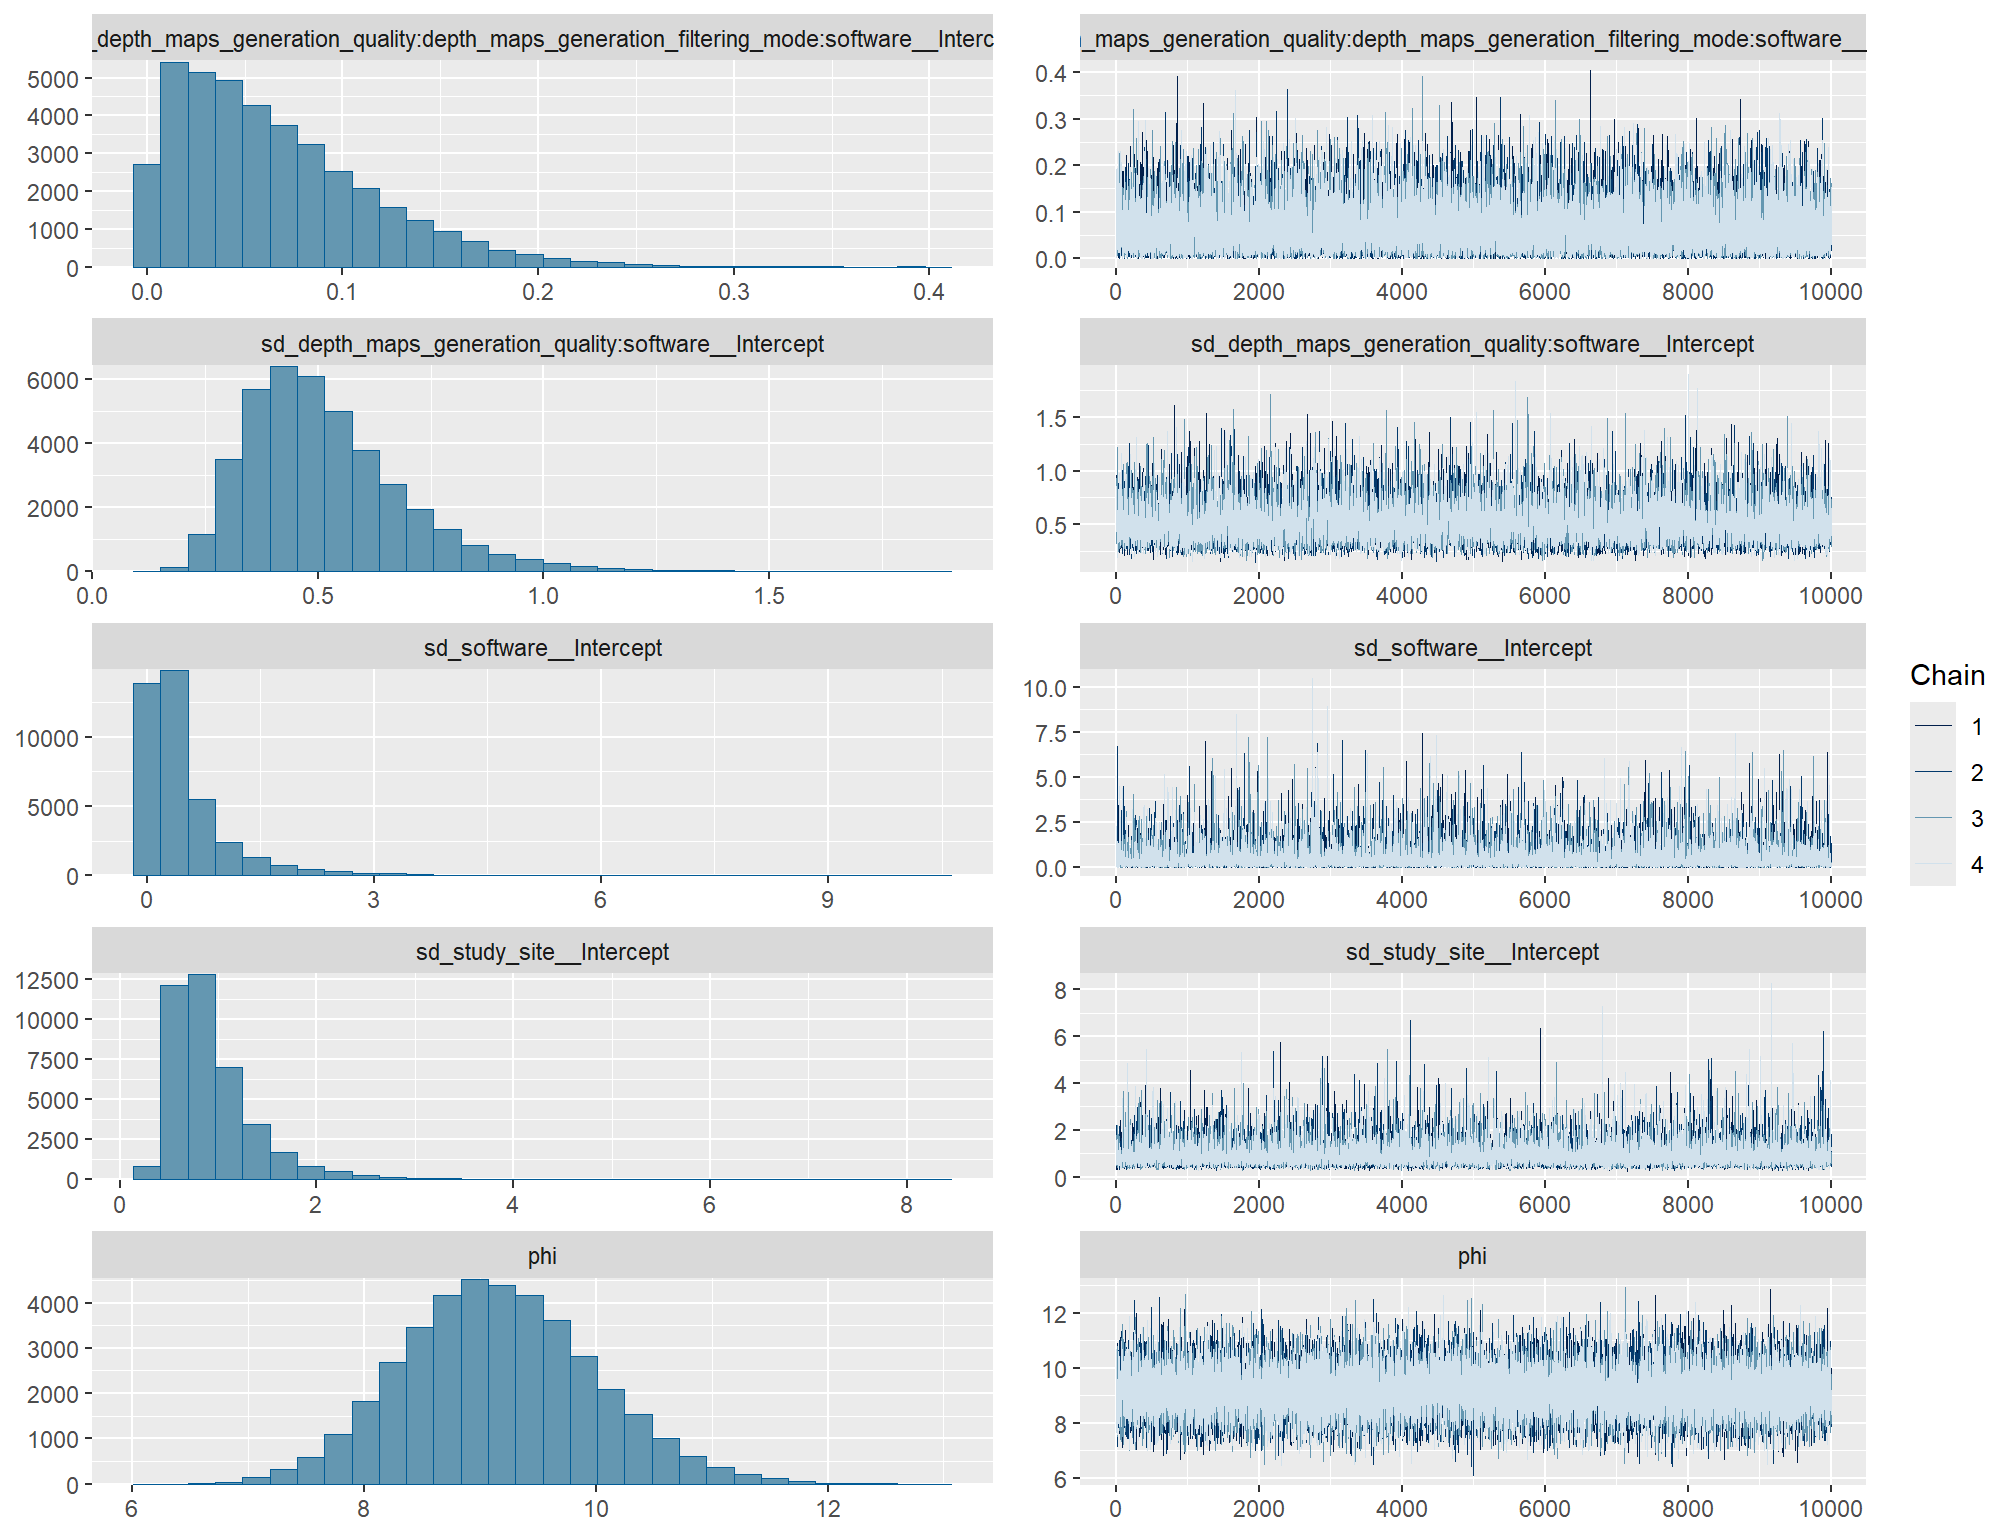 _depth_maps_generation_quality:depth_maps_generation_filtering_mode:software__Interc
5000
4000
3000
2000
1000
0
0.0 0.1 0.2 0.3 0.4
_maps_generation_quality:depth_maps_generation_filtering_mode:software__
0.4
0.3
0.2
0.1
0.0
0 2000 4000 6000 8000 10000
sd_depth_maps_generation_quality:software__Intercept
6000
4000
2000
0
0.0 0.5 1.0 1.5
sd_depth_maps_generation_quality:software__Intercept
1.5
1.0
0.5
0 2000 4000 6000 8000 10000
sd_software__Intercept
10000
5000
0
0 3 6 9
sd_software__Intercept
10.0
7.5
5.0
2.5
0.0
0 2000 4000 6000 8000 10000
sd_study_site__Intercept
12500
10000
7500
5000
2500
0
0 2 4 6 8
sd_study_site__Intercept
8
6
4
2
0
0 2000 4000 6000 8000 10000
phi
4000
3000
2000
1000
0
6 8 10 12
phi
12
10
8
6
0 2000 4000 6000 8000 10000
Chain
1
2
3
4